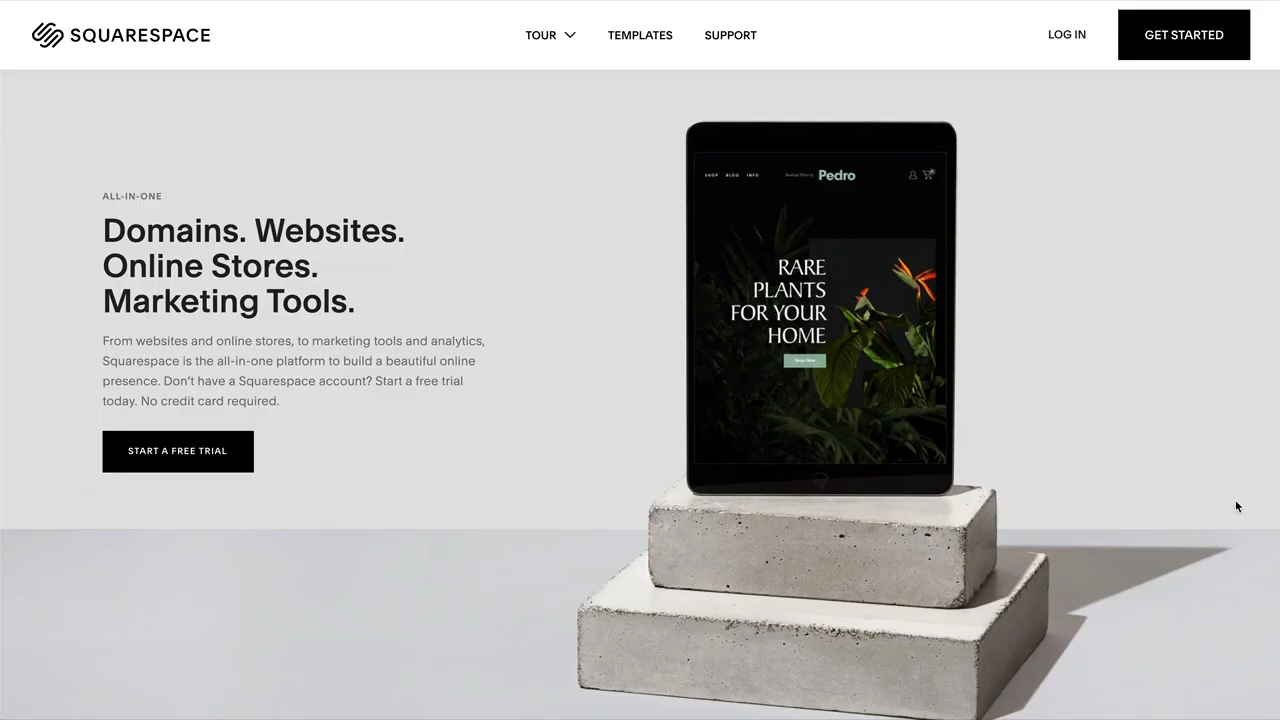 SQUARESPACE
TOUR
TEMPLATES
SUPPORT
LOG IN
GET STARTED
ALL-IN-ONE
Domains. Websites.
Online Stores.
Marketing Tools.
From websites and online stores, to marketing tools and analytics,
Squarespace is the all-in-one platform to build a beautiful online
presence. Don’t have a Squarespace account? Start a free trial
today. No credit card required.
START A FREE TRIAL
SHOP BLOG INFO
Pedro
RARE
PLANTS
FOR YOUR
HOME
Shop Now